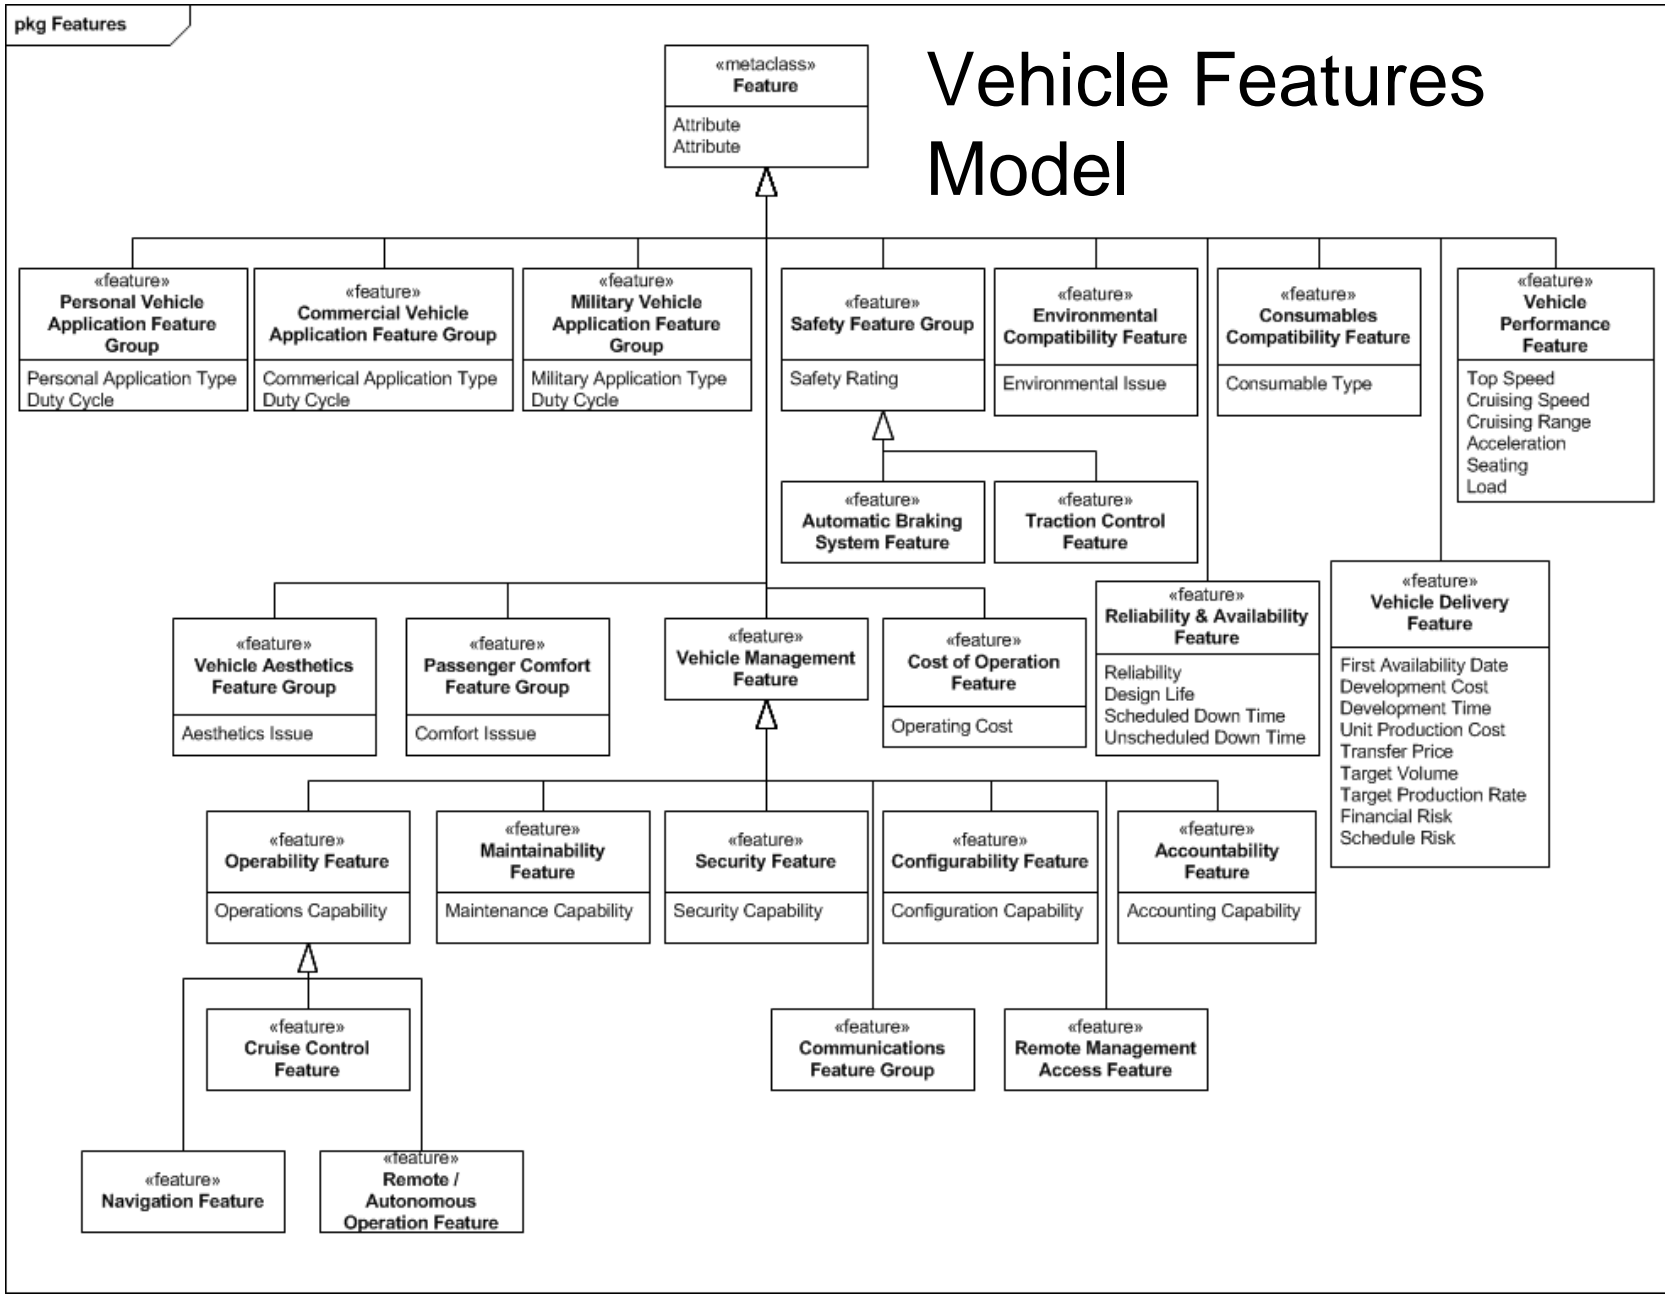 pkg Features
Vehicle Features
Model
«metaclass»
Feature
Attribute
Attribute
«feature»
Personal Vehicle
Application Feature
Group
Personal Application Type
Duty Cycle
«feature»
Commercial Vehicle
Application Feature Group
Commerical Application Type
Duty Cycle
«feature»
Military Vehicle
Application Feature
Group
Military Application Type
Duty Cycle
«feature»
Safety Feature Group
Safety Rating
«feature»
Environmental
Compatibility Feature
Environmental Issue
«feature»
Consumables
Compatibility Feature
Consumable Type
«feature»
Vehicle
Performance
Feature
Top Speed
Cruising Speed
Cruising Range
Acceleration
Seating
Load
«feature»
Automatic Braking
System Feature
«feature»
Traction Control
Feature
«feature»
Vehicle Aesthetics
Feature Group
Aesthetics Issue
«feature»
Passenger Comfort
Feature Group
Comfort Isssue
«feature»
Vehicle Management
Feature
«feature»
Cost of Operation
Feature
Operating Cost
«feature»
Reliability & Availability
Feature
Reliability
Design Life
Scheduled Down Time
Unscheduled Down Time
«feature»
Vehicle Delivery
Feature
First Availability Date
Development Cost
Development Time
Unit Production Cost
Transfer Price
Target Volume
Target Production Rate
Financial Risk
Schedule Risk
«feature»
Operability Feature
Operations Capability
«feature»
Maintainability
Feature
Maintenance Capability
«feature»
Security Feature
Security Capability
«feature»
Configurability Feature
Configuration Capability
«feature»
Accountability
Feature
Accounting Capability
«feature»
Cruise Control
Feature
«feature»
Communications
Feature Group
«feature»
Remote Management
Access Feature
«feature»
Navigation Feature
«feature»
Remote /
Autonomous
Operation Feature